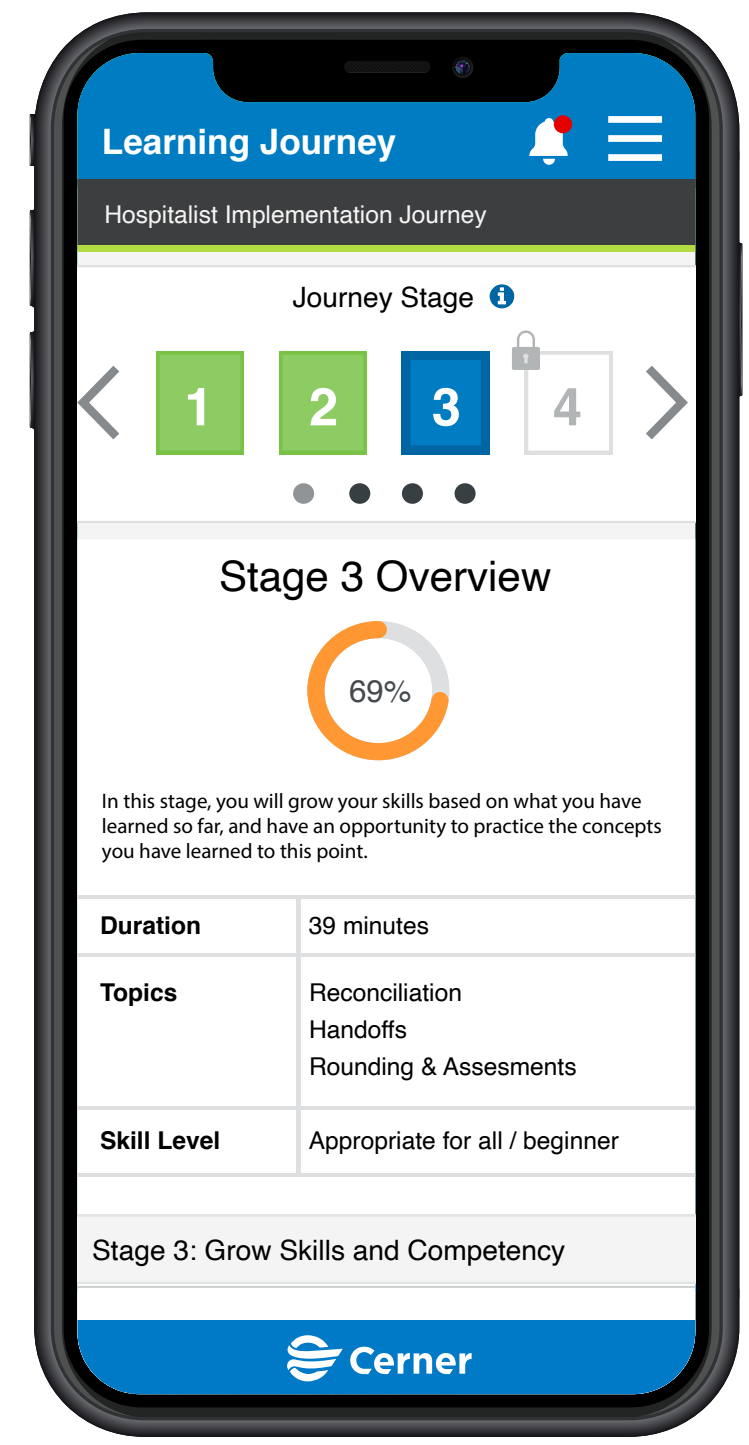 Learning Journey
Hospitalist Implementation Journey
Journey Stage
1 2 3 4
Stage 3 Overview
69%
In this stage, you will grow your skills based on what you have
learned so far, and have an opportunity to practice the concepts
you have learned to this point.
Duration 39 minutes
Topics Reconciliation
Handoffs
Rounding & Assesments
Skill Level Appropriate for all / beginner
Stage 3: Grow Skills and Competency
Cerner